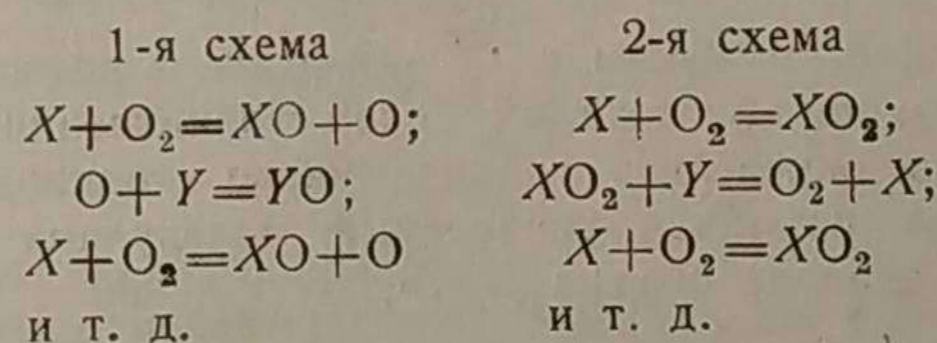 1-я схема
X+O₂=XO+O;
O+Y=YO;
X+O₂=XO+O
и т. д.
2-я схема
X+O₂=XO₂;
XO₂+Y=O₂+X;
X+O₂=XO₂
и т. д.